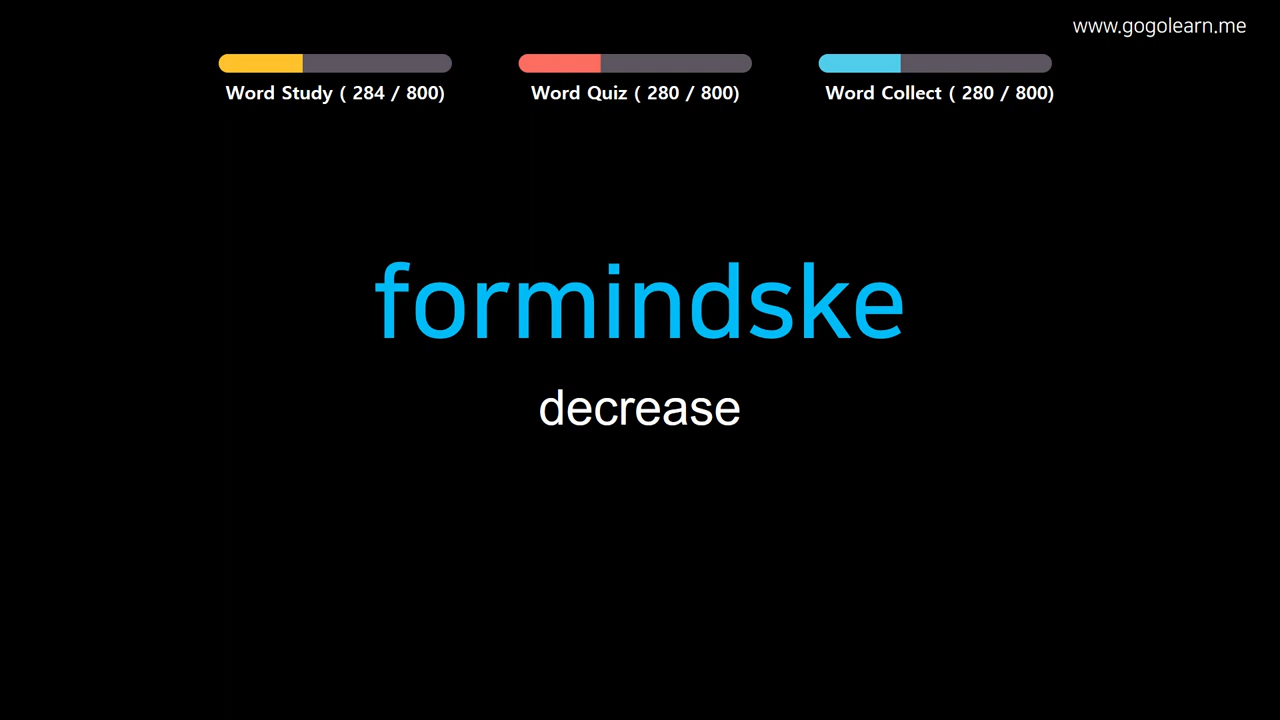 www.gogolearn.me
Word Study ( 284 / 800)
Word Quiz ( 280 / 800)
Word Collect ( 280 / 800)
formindske
decrease